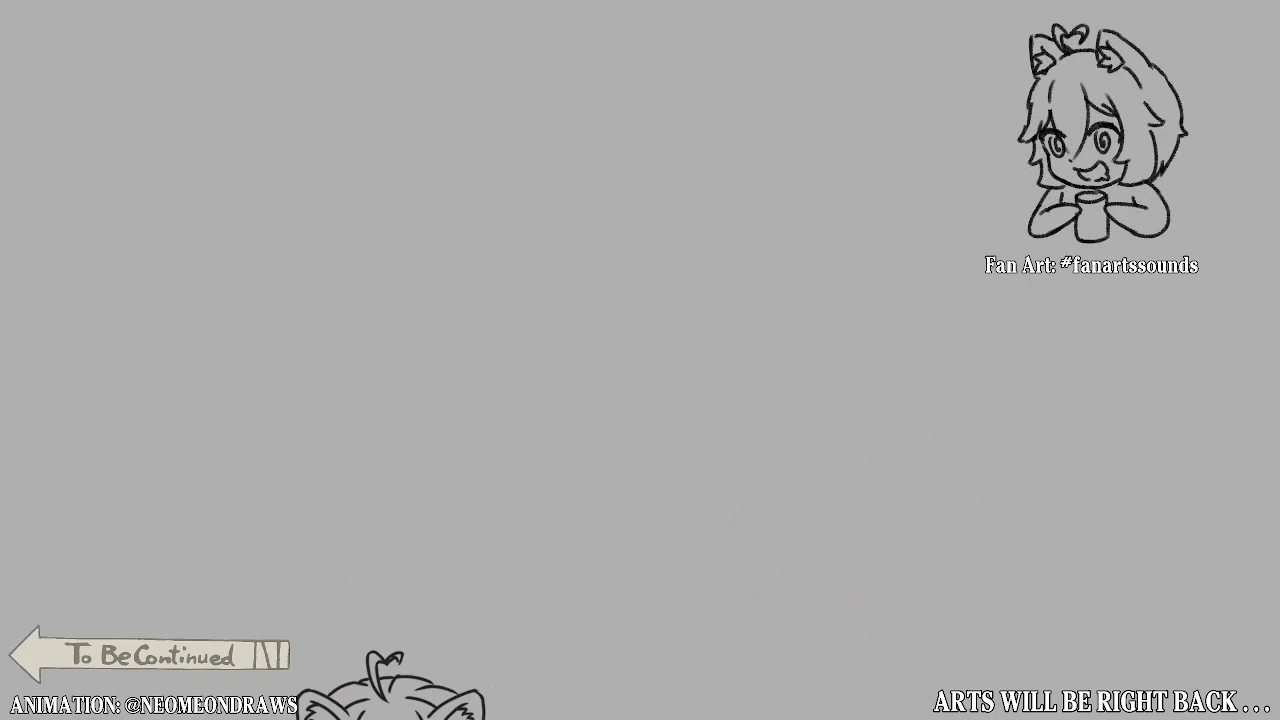 Fan Art: #fanartssounds
To Be Continued
ANIMATION: @NEOMEONDRAWS
ARTS WILL BE RIGHT BACK . . .